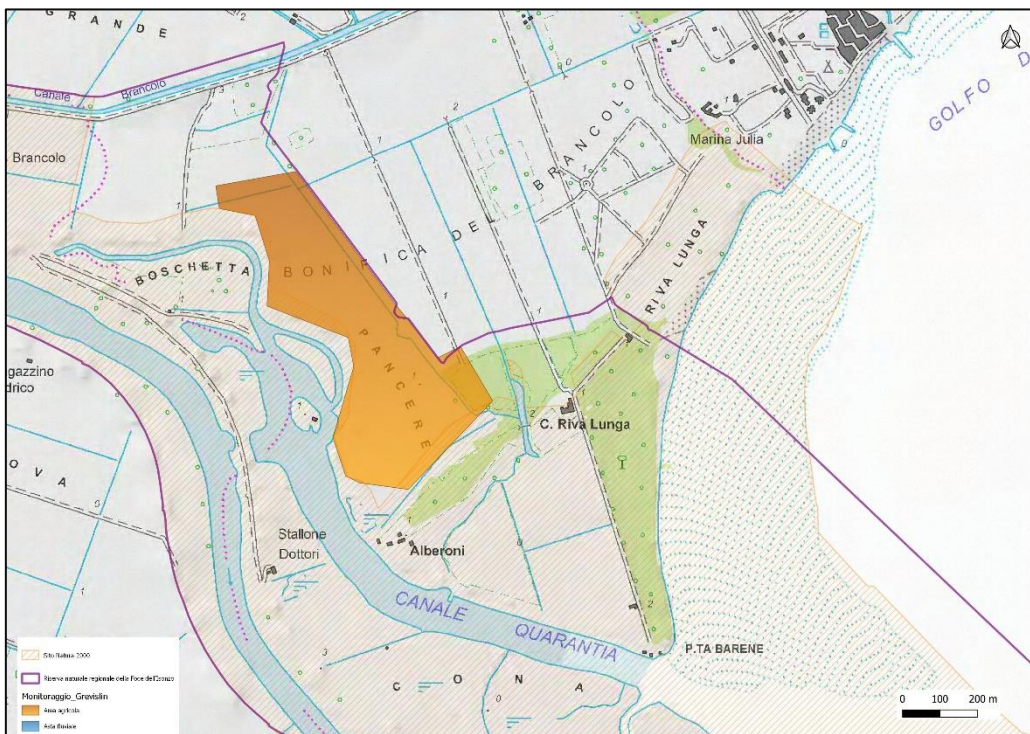 GRANDE
Canale Brancolo
Brancolo
BONIFICA DEL BRANCOLO
Marina Julia
GOLFO D
RIVA LUNGA
BOSCHETTA
PANCERE
C. Riva Lunga
gazzino
drico
OVA
Stallone
Dottori
Alberoni
CANALE QUARANTIA
P.TA BARENE
CONA
Sito Natura 2000
Riserva naturale regionale della Foce dell'Isonzo
Monitoraggio_Grevislin
Area agricola
Asta fluviale
0 100 200 m